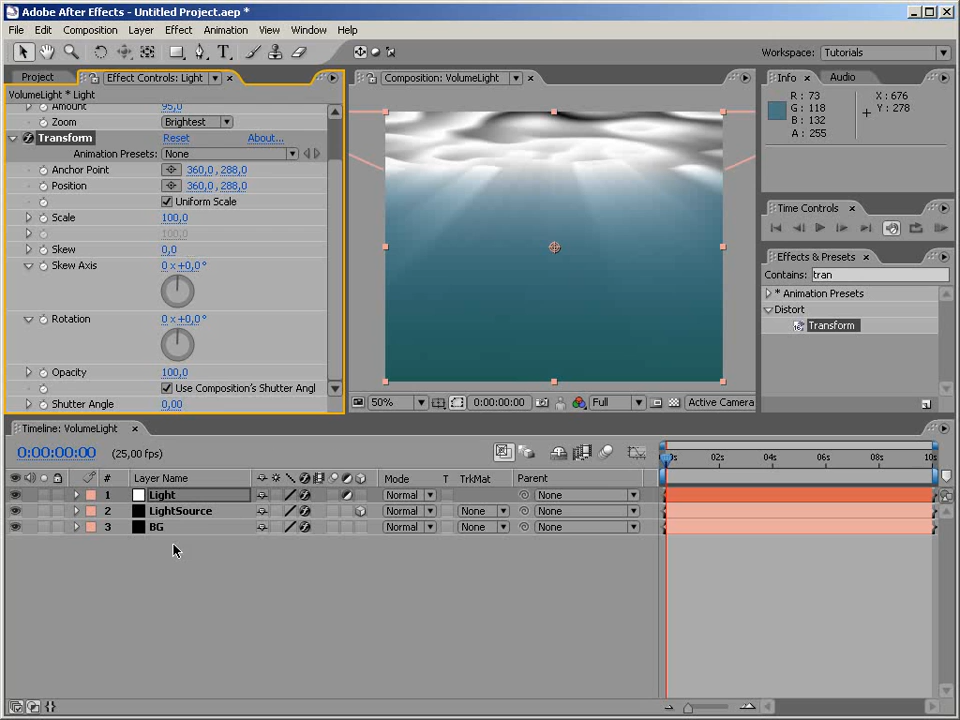 Adobe After Effects - Untitled Project.aep *
File Edit Composition Layer Effect Animation View Window Help
Workspace: Tutorials
Project Effect Controls: Light
VolumeLight * Light
Amount 95,0
Zoom Brightest
Transform Reset About...
Animation Presets: None
Anchor Point 360,0 , 288,0
Position 360,0 , 288,0
Uniform Scale
Scale 100,0
100,0
Skew 0,0
Skew Axis 0 x +0,0°
Rotation 0 x +0,0°
Opacity 100,0
Use Composition's Shutter Angl
Shutter Angle 0,00
Composition: VolumeLight
50% 0:00:00:00 Full Active Camera
Info Audio
R : 73
G : 118
B : 132
A : 255
X : 676
Y : 278
Time Controls
Effects & Presets
Contains: tran
* Animation Presets
Distort
Transform
Timeline: VolumeLight
0:00:00:00 (25,00 fps)
# Layer Name Mode T TrkMat Parent
02s 04s 06s 08s 10s
1 Light Normal None
2 LightSource Normal None None
3 BG Normal None None